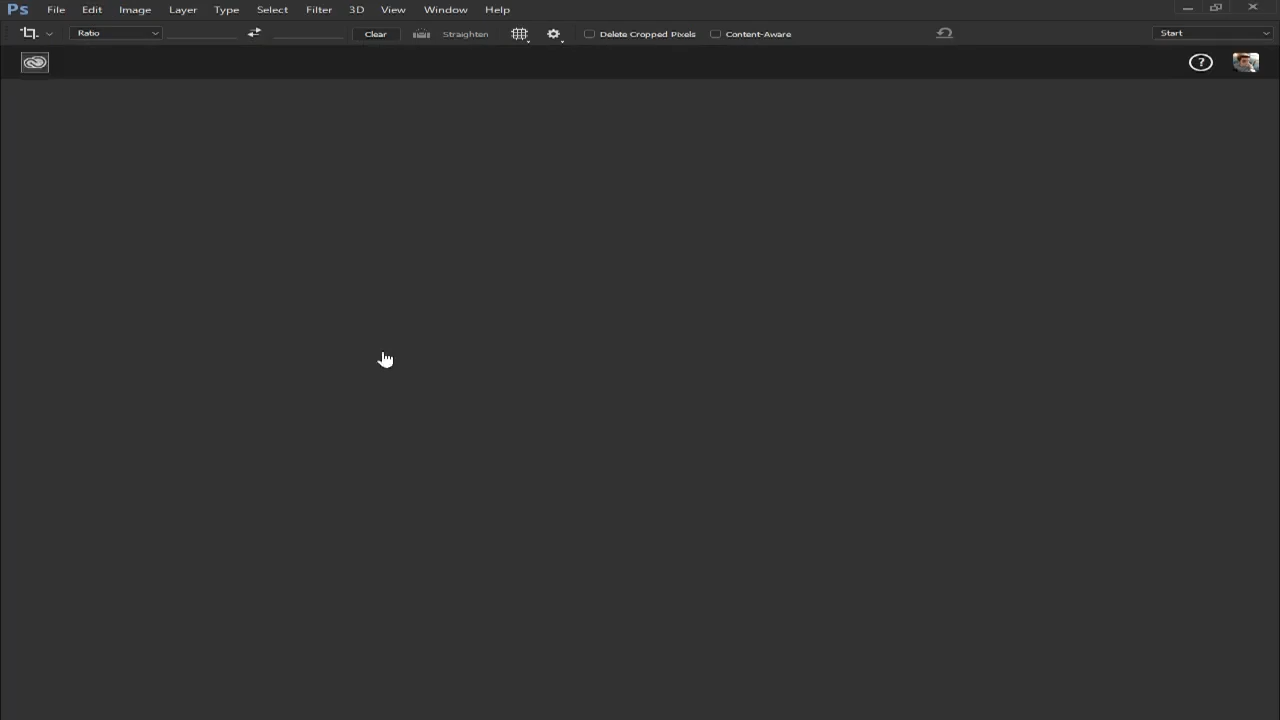 Ps File Edit Image Layer Type Select Filter 3D View Window Help
Ratio Clear Straighten Delete Cropped Pixels Content-Aware Start
?